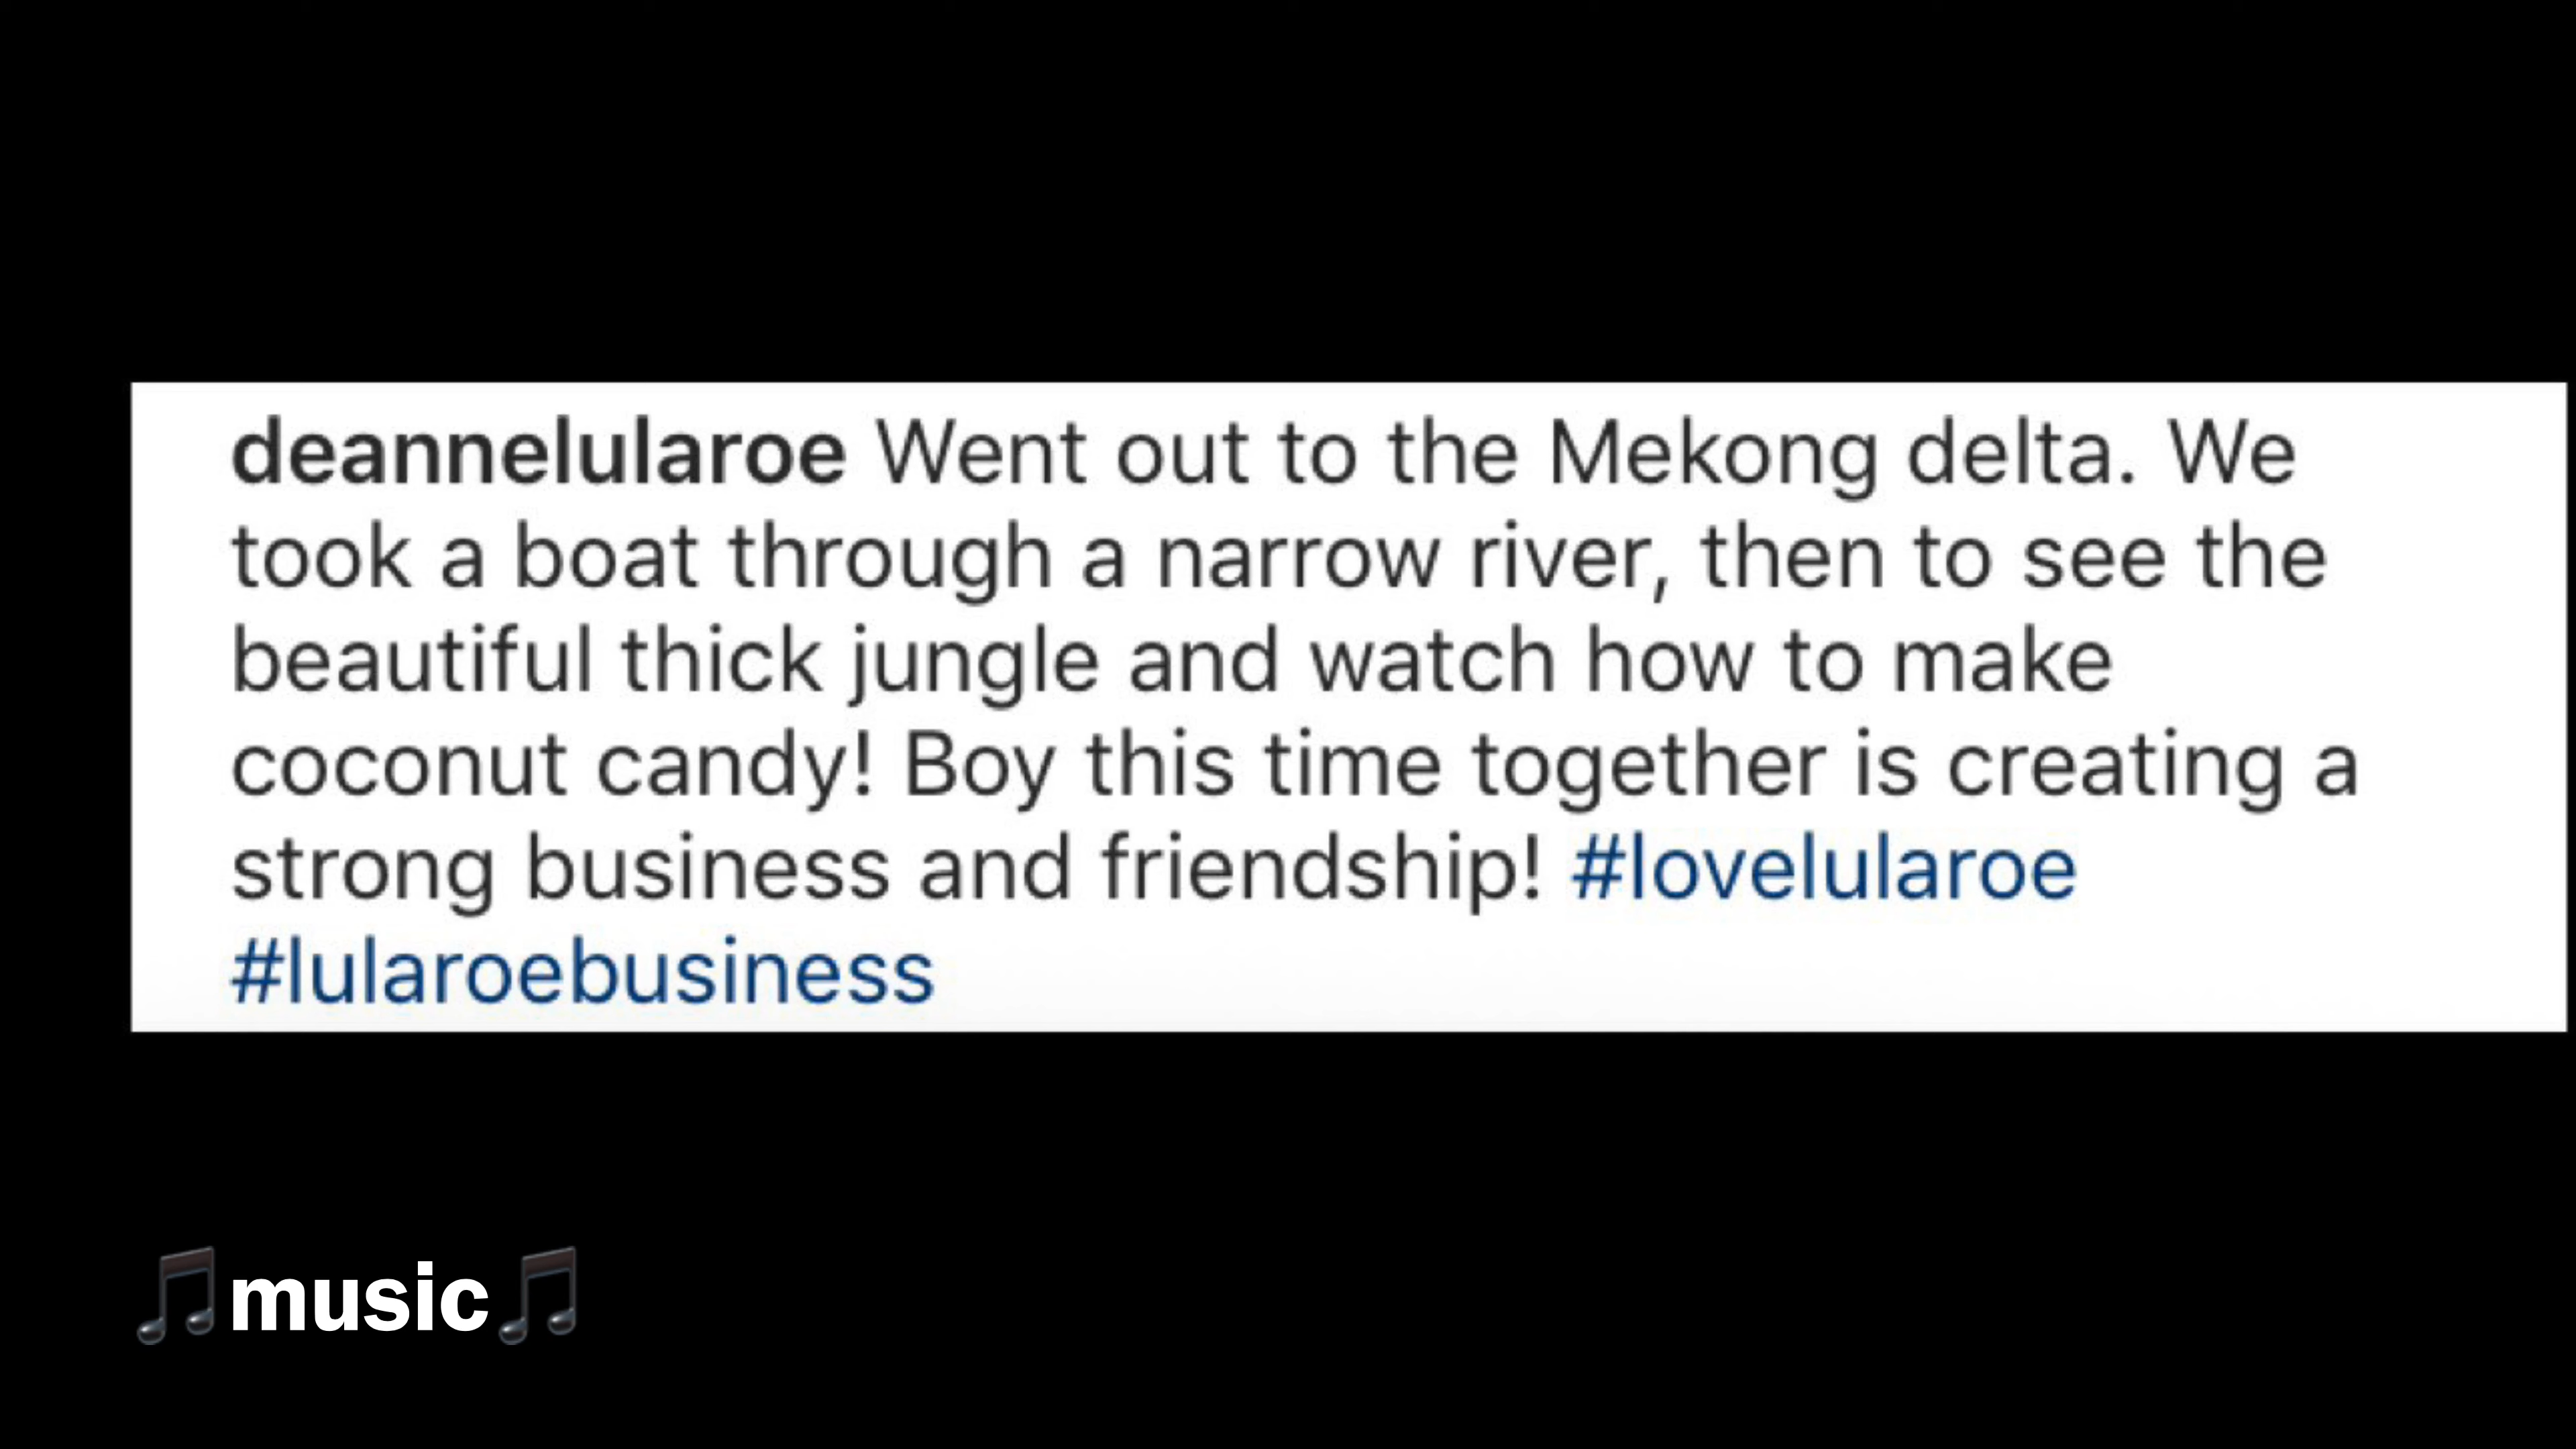 deannelularoe Went out to the Mekong delta. We
took a boat through a narrow river, then to see the
beautiful thick jungle and watch how to make
coconut candy! Boy this time together is creating a
strong business and friendship! #lovelularoe
#lularoebusiness
🎵music🎵